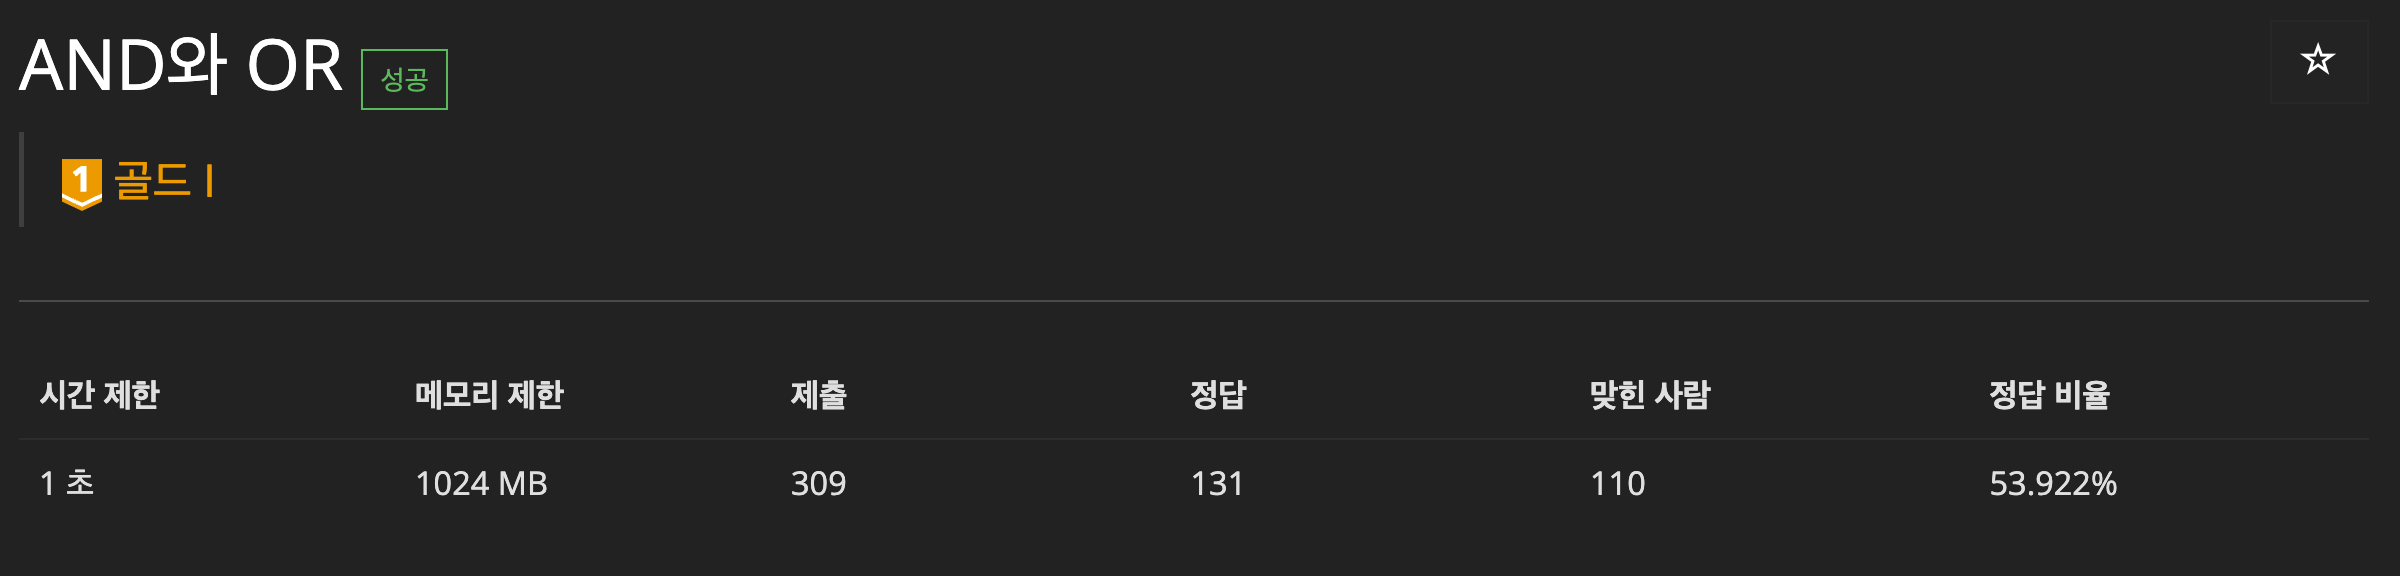 AND와 OR 성공
1 골드 I
시간 제한 메모리 제한 제출 정답 맞힌 사람 정답 비율
1 초 1024 MB 309 131 110 53.922%